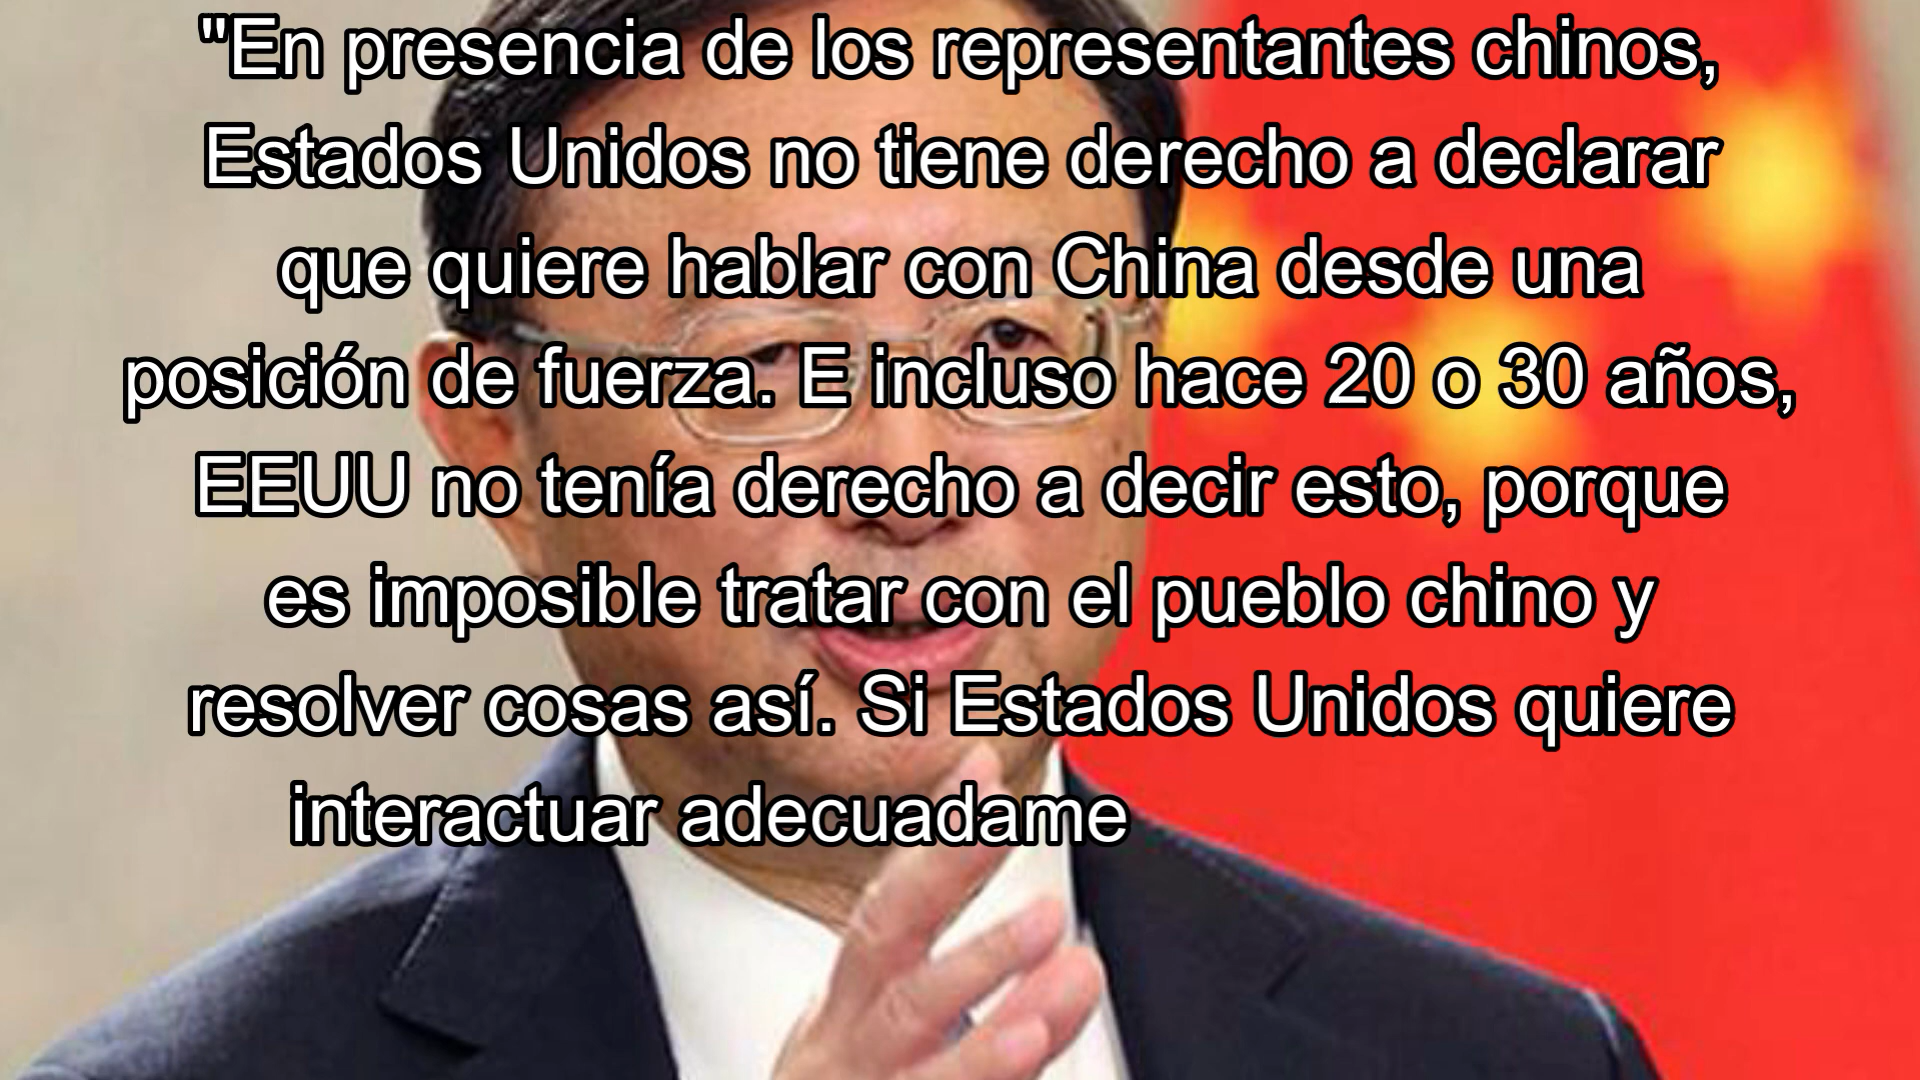 "En presencia de los representantes chinos,
Estados Unidos no tiene derecho a declarar
que quiere hablar con China desde una
posición de fuerza. E incluso hace 20 o 30 años,
EEUU no tenía derecho a decir esto, porque
es imposible tratar con el pueblo chino y
resolver cosas así. Si Estados Unidos quiere
interactuar adecuadame